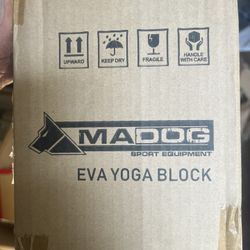 UPWARD KEEP DRY FRAGILE HANDLE WITH CARE
MADOG
SPORT EQUIPMENT
EVA YOGA BLOCK